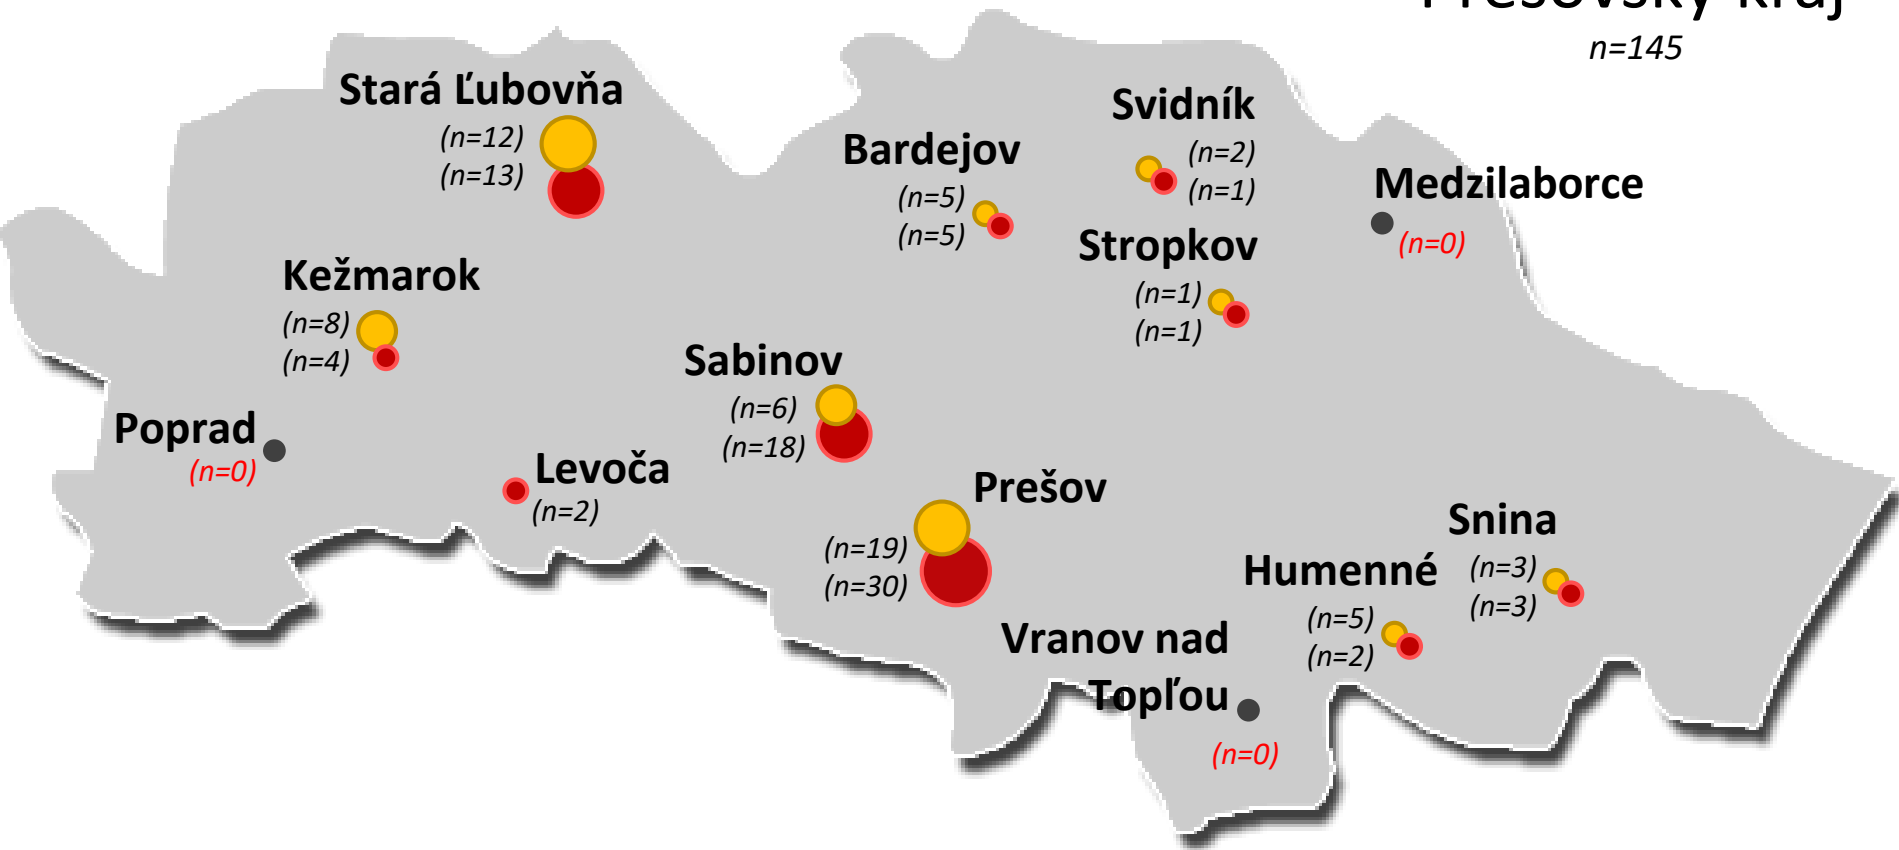 Prešovský kraj
n=145
Stará Ľubovňa
(n=12)
(n=13)
Svidník
(n=2)
(n=1)
Bardejov
(n=5)
(n=5)
Medzilaborce
(n=0)
Stropkov
(n=1)
(n=1)
Kežmarok
(n=8)
(n=4)
Sabinov
(n=6)
(n=18)
Poprad
(n=0)
Levoča
(n=2)
Prešov
(n=19)
(n=30)
Snina
(n=3)
(n=3)
Humenné
(n=5)
(n=2)
Vranov nad
Topľou
(n=0)